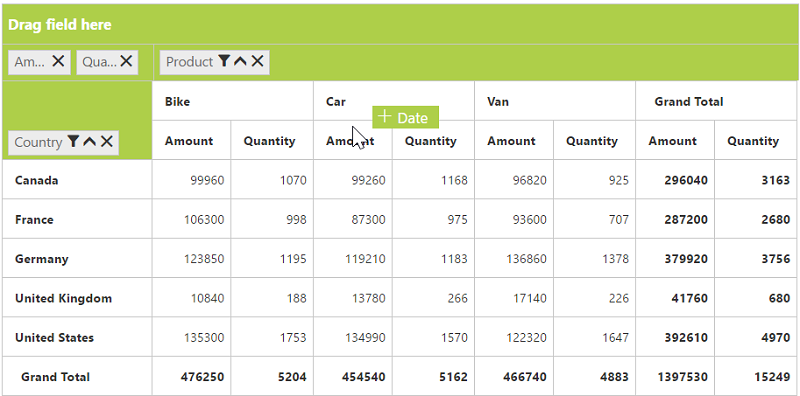 Drag field here
Am... Qua... Product
Bike Car Van Grand Total
Date
Country Amount Quantity Amount Quantity Amount Quantity Amount Quantity
Canada 99960 1070 99260 1168 96820 925 296040 3163
France 106300 998 87300 975 93600 707 287200 2680
Germany 123850 1195 119210 1183 136860 1378 379920 3756
United Kingdom 10840 188 13780 266 17140 226 41760 680
United States 135300 1753 134990 1570 122320 1647 392610 4970
Grand Total 476250 5204 454540 5162 466740 4883 1397530 15249